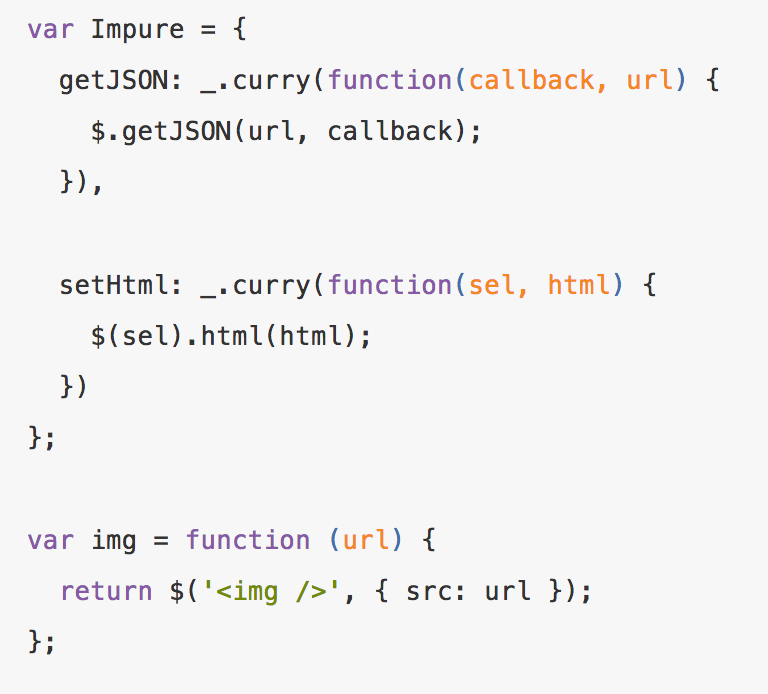 var Impure = {
  getJSON: _.curry(function(callback, url) {
    $.getJSON(url, callback);
  }),

  setHtml: _.curry(function(sel, html) {
    $(sel).html(html);
  })
};

var img = function (url) {
  return $('<img />', { src: url });
};